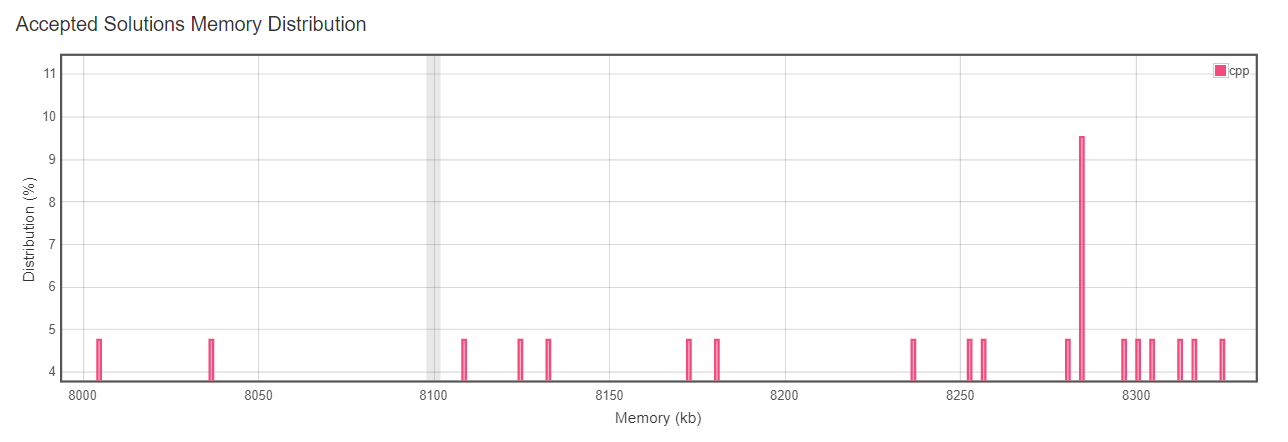 Accepted Solutions Memory Distribution
cpp
11
10
9
8
7
6
5
4
Distribution (%)
8000 8050 8100 8150 8200 8250 8300
Memory (kb)